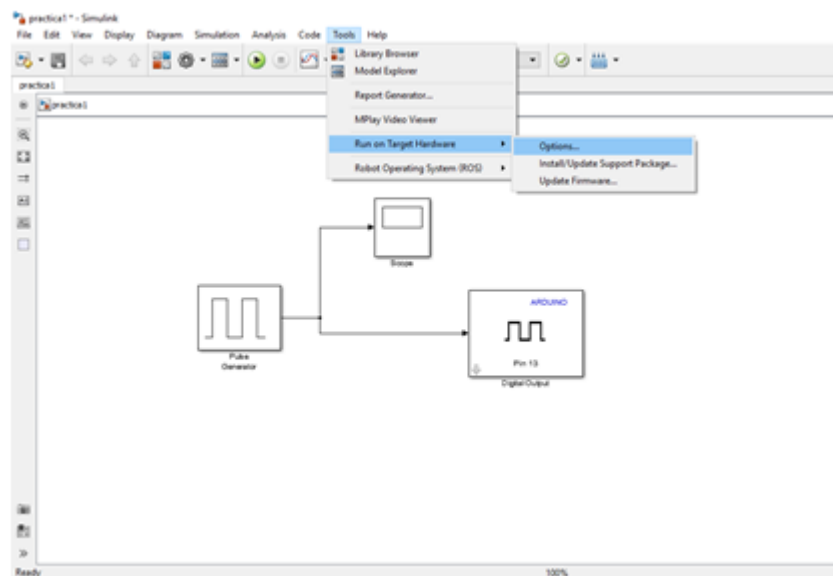 practica1 * - Simulink
File Edit View Display Diagram Simulation Analysis Code Tools Help
Library Browser
Model Explorer
Report Generator...
MPlay Video Viewer
Run on Target Hardware
Robot Operating System (ROS)
Options...
Install/Update Support Package...
Update Firmware...
practica1
practica1
Scope
Pulse
Generator
ARDUINO
Pin 13
Digital Output
Ready 100%